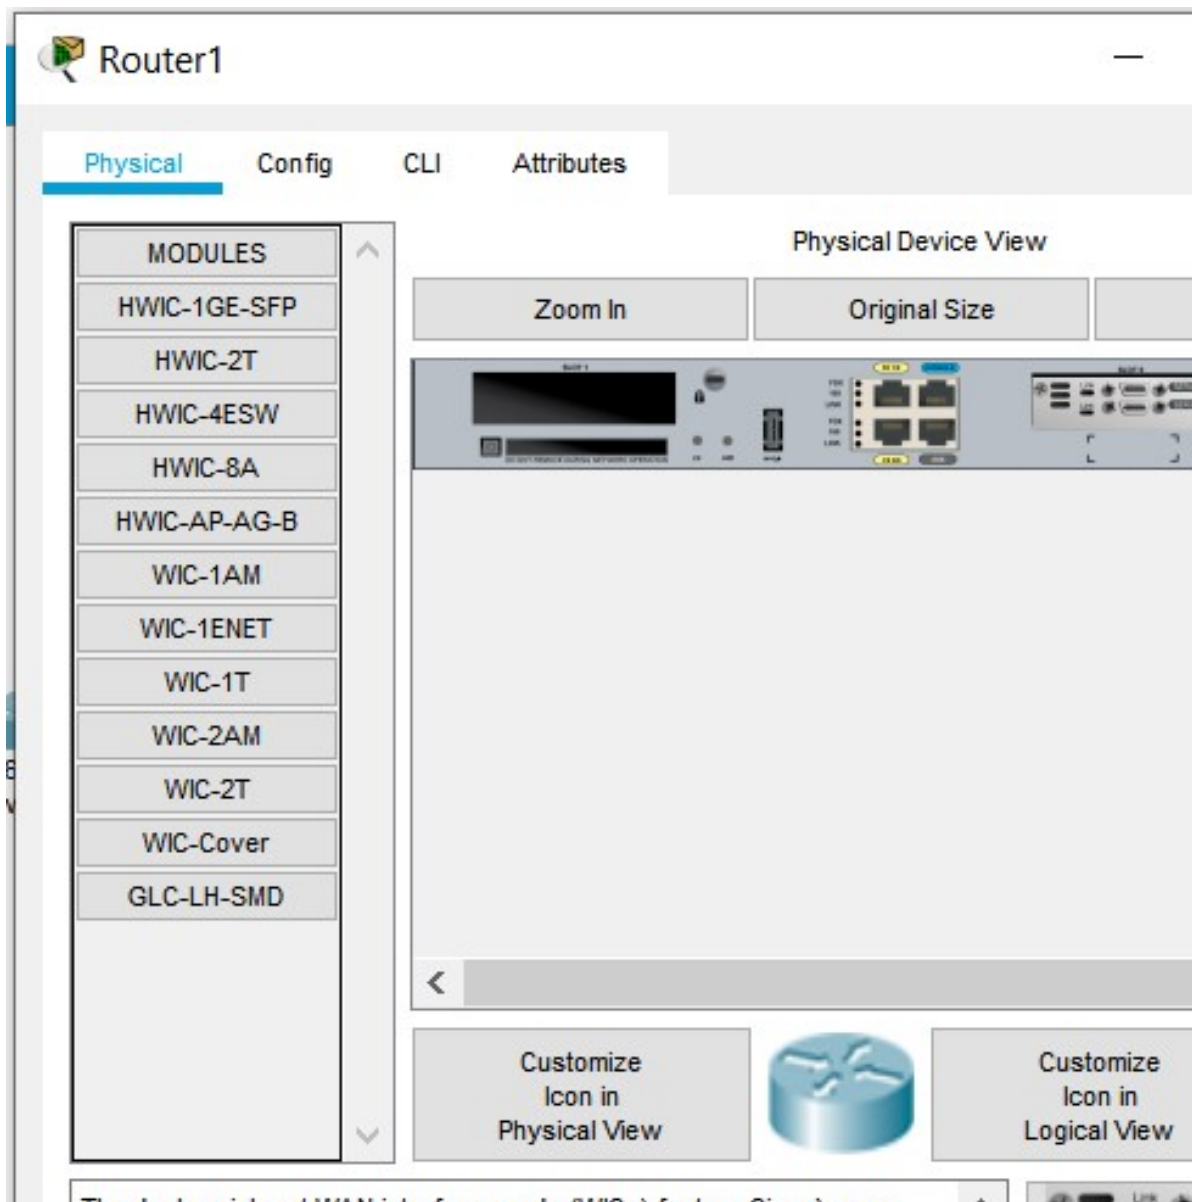 Router1
Physical
Config
CLI
Attributes
MODULES
HWIC-1GE-SFP
HWIC-2T
HWIC-4ESW
HWIC-8A
HWIC-AP-AG-B
WIC-1AM
WIC-1ENET
WIC-1T
WIC-2AM
WIC-2T
WIC-Cover
GLC-LH-SMD
Physical Device View
Zoom In
Original Size
Customize
Icon in
Physical View
Customize
Icon in
Logical View